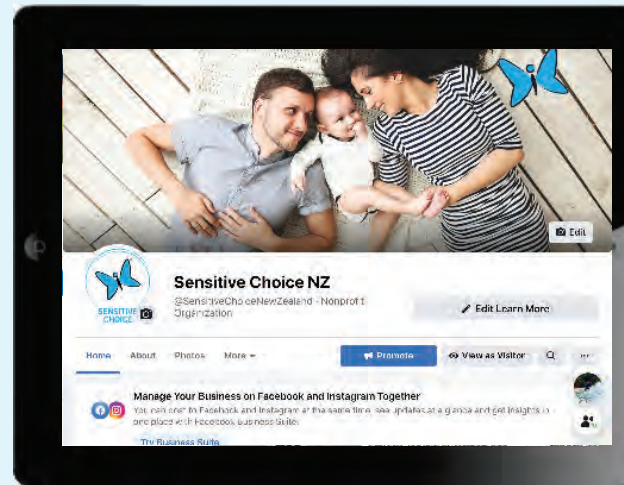 Edit
SENSITIVE
CHOICE
Sensitive Choice NZ
@SensitiveChoiceNewZealand · Nonprofit
Organization
Edit Learn More
Home About Photos More
Promote View as Visitor
Manage Your Business on Facebook and Instagram Together
You can post to Facebook and Instagram at the same time, see updates at a glance and get insights in
one place with Facebook Business Suite.
Try Business Suite